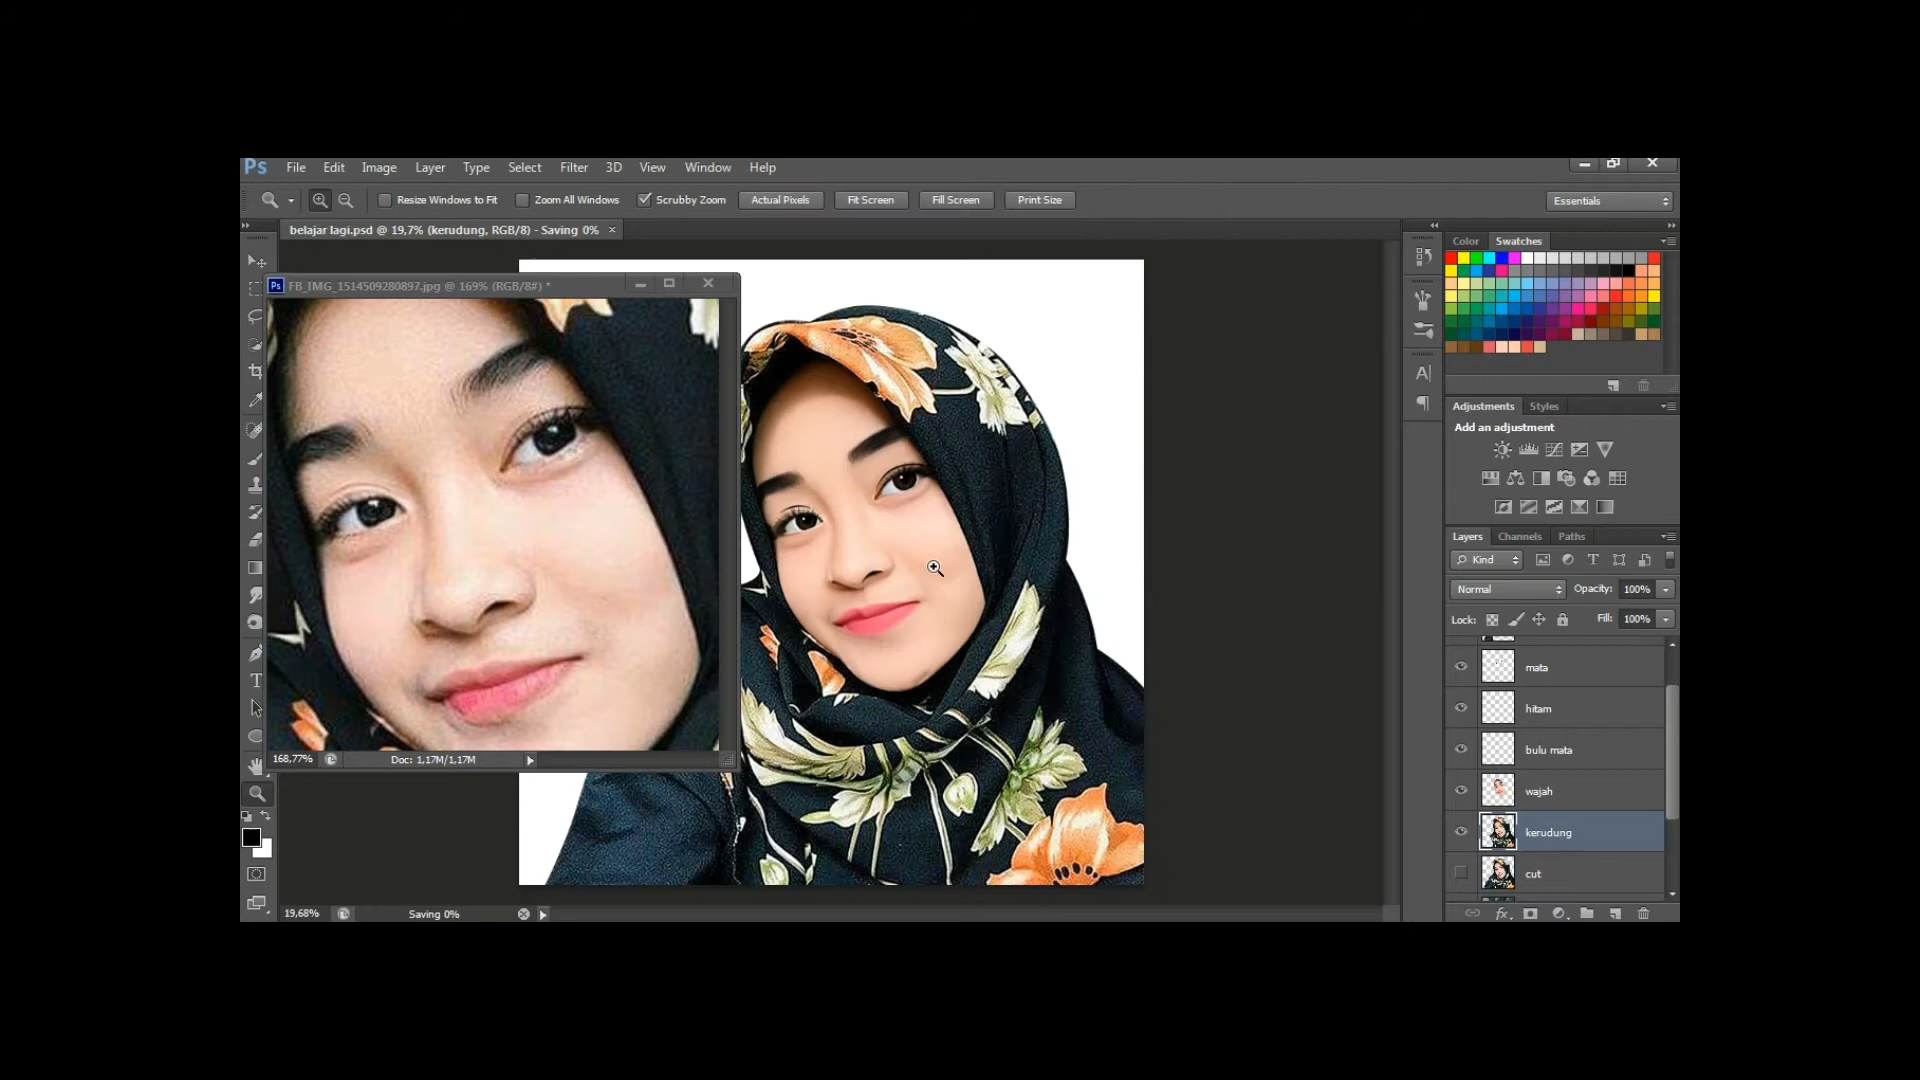 Ps File Edit Image Layer Type Select Filter 3D View Window Help
Resize Windows to Fit Zoom All Windows Scrubby Zoom Actual Pixels Fit Screen Fill Screen Print Size Essentials
belajar lagi.psd @ 19,7% (kerudung, RGB/8) - Saving 0% ×
Color Swatches
Ps FB_IMG_1514509280897.jpg @ 169% (RGB/8#) *
Adjustments Styles
Add an adjustment
Layers Channels Paths
Kind
Normal Opacity: 100%
Lock: Fill: 100%
mata
hitam
bulu mata
wajah
kerudung
cut
168,77% Doc: 1,17M/1,17M
19,68% Saving 0%